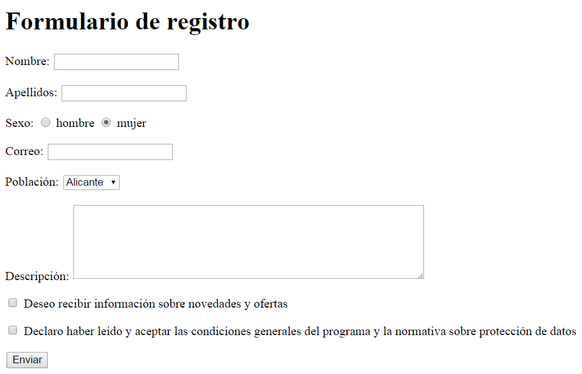 Formulario de registro
Nombre:
Apellidos:
Sexo: hombre mujer
Correo:
Población: Alicante
Descripción:
Deseo recibir información sobre novedades y ofertas
Declaro haber leido y aceptar las condiciones generales del programa y la normativa sobre protección de datos
Enviar